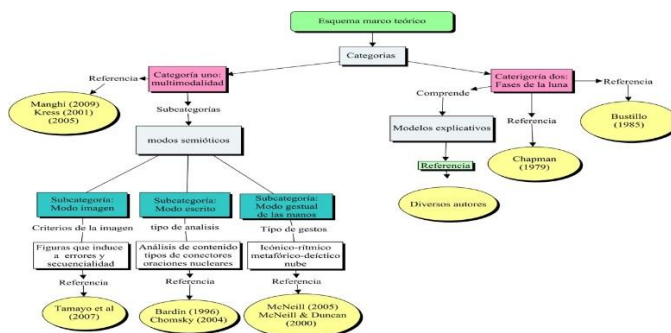 Esquema marco teórico
Categorias
Categoría uno:
multimodalidad
Referencia
Manghi (2009)
Kress (2001)
(2005)
Subcategorías
modos semióticos
Caterigoría dos:
Fases de la luna
Comprende
Referencia
Referencia
Bustillo
(1985)
Modelos explicativos
Chapman
(1979)
Referencia
Diversos autores
Subcategoría:
Modo imagen
Subcategoría:
Modo escrito
Subcategoría:
Modo gestual
de las manos
Criterios de la imagen
tipo de analisis
Tipo de gestos
Figuras que induce
a errores y
secuencialidad
Análisis de contenido
tipos de conectores
oraciones nucleares
Icónico-rítmico
metafórico-deíctico
nube
Referencia
Referencia
Referencia
Tamayo et al
(2007)
Bardin (1996)
Chomsky (2004)
McNeill (2005)
McNeill & Duncan
(2000)